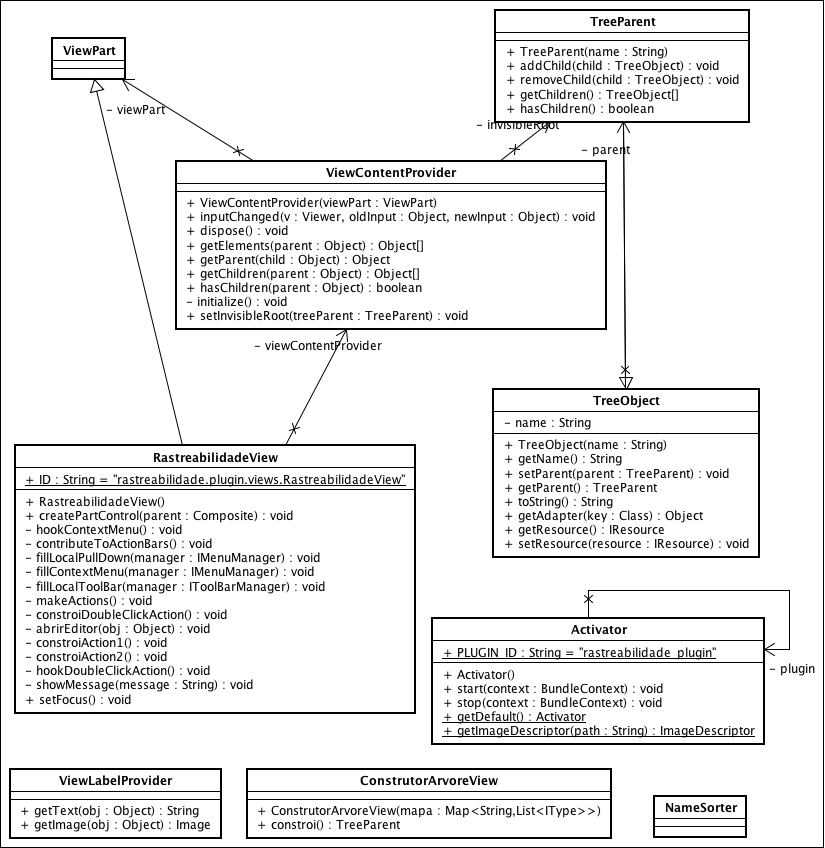 ViewPart
TreeParent
+ TreeParent(name : String)
+ addChild(child : TreeObject) : void
+ removeChild(child : TreeObject) : void
+ getChildren() : TreeObject[]
+ hasChildren() : boolean
- viewPart
- invisibleRoot
- parent
ViewContentProvider
+ ViewContentProvider(viewPart : ViewPart)
+ inputChanged(v : Viewer, oldInput : Object, newInput : Object) : void
+ dispose() : void
+ getElements(parent : Object) : Object[]
+ getParent(child : Object) : Object
+ getChildren(parent : Object) : Object[]
+ hasChildren(parent : Object) : boolean
- initialize() : void
+ setInvisibleRoot(treeParent : TreeParent) : void
- viewContentProvider
TreeObject
- name : String
+ TreeObject(name : String)
+ getName() : String
+ setParent(parent : TreeParent) : void
+ getParent() : TreeParent
+ toString() : String
+ getAdapter(key : Class) : Object
+ getResource() : IResource
+ setResource(resource : IResource) : void
RastreabilidadeView
+ ID : String = "rastreabilidade.plugin.views.RastreabilidadeView"
+ RastreabilidadeView()
+ createPartControl(parent : Composite) : void
- hookContextMenu() : void
- contributeToActionBars() : void
- fillLocalPullDown(manager : IMenuManager) : void
- fillContextMenu(manager : IMenuManager) : void
- fillLocalToolBar(manager : IToolBarManager) : void
- makeActions() : void
- constroiDoubleClickAction() : void
- abrirEditor(obj : Object) : void
- constroiAction1() : void
- constroiAction2() : void
- hookDoubleClickAction() : void
- showMessage(message : String) : void
+ setFocus() : void
Activator
+ PLUGIN_ID : String = "rastreabilidade_plugin"
+ Activator()
+ start(context : BundleContext) : void
+ stop(context : BundleContext) : void
+ getDefault() : Activator
+ getImageDescriptor(path : String) : ImageDescriptor
- plugin
ViewLabelProvider
+ getText(obj : Object) : String
+ getImage(obj : Object) : Image
ConstrutorArvoreView
+ ConstrutorArvoreView(mapa : Map<String,List<IType>>)
+ constroi() : TreeParent
NameSorter